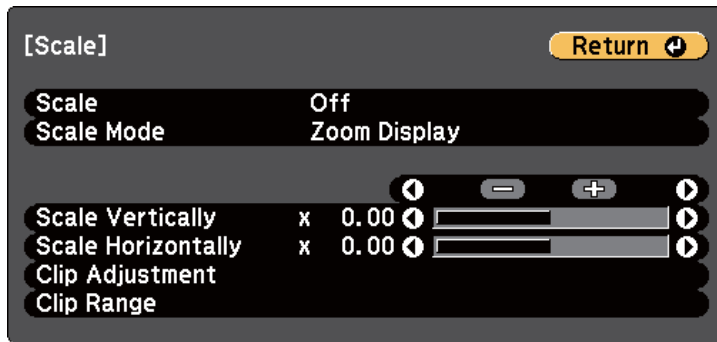 [Scale]
Return
Scale Off
Scale Mode Zoom Display
Scale Vertically x 0.00
Scale Horizontally x 0.00
Clip Adjustment
Clip Range